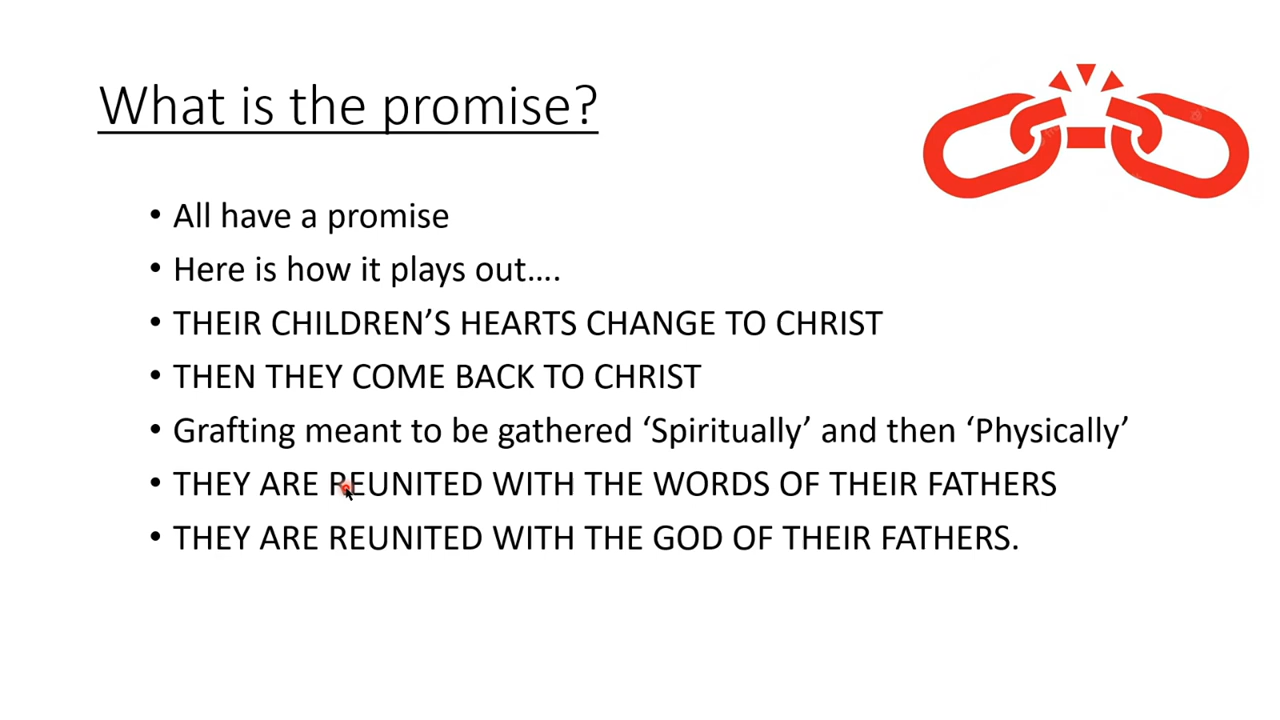 What is the promise?
• All have a promise
• Here is how it plays out….
• THEIR CHILDREN’S HEARTS CHANGE TO CHRIST
• THEN THEY COME BACK TO CHRIST
• Grafting meant to be gathered ‘Spiritually’ and then ‘Physically’
• THEY ARE REUNITED WITH THE WORDS OF THEIR FATHERS
• THEY ARE REUNITED WITH THE GOD OF THEIR FATHERS.